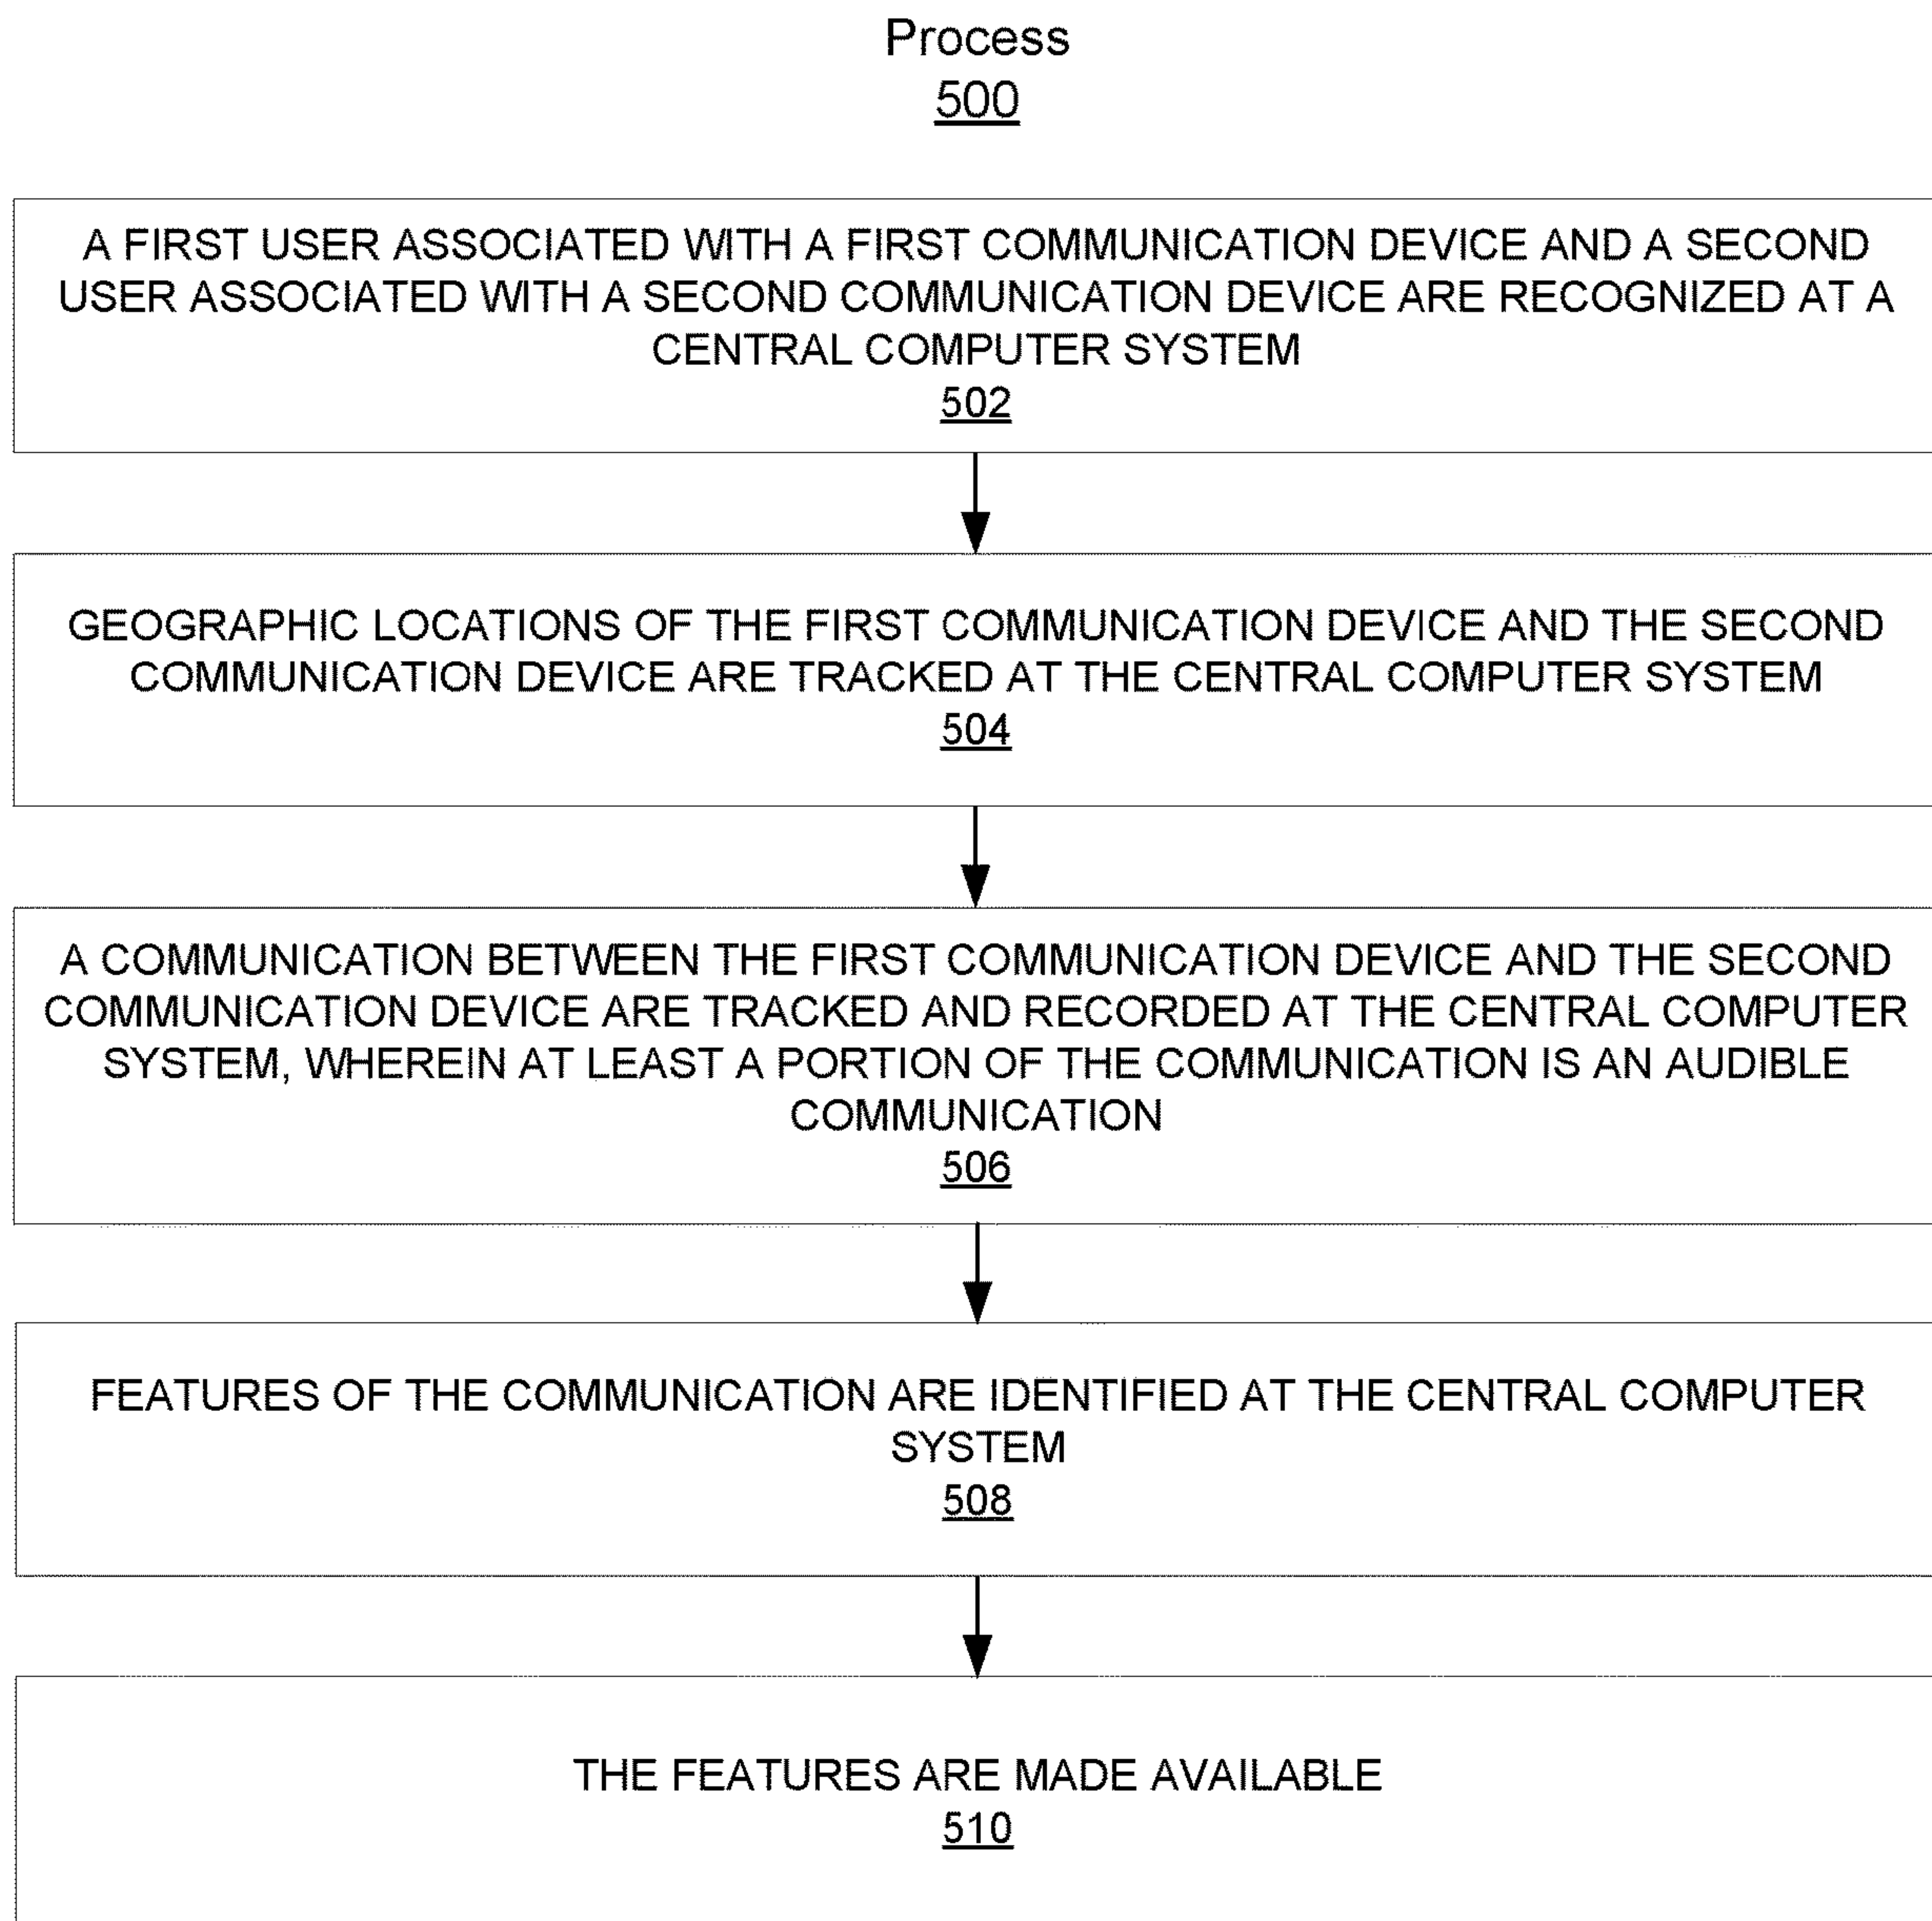 Process
500
A FIRST USER ASSOCIATED WITH A FIRST COMMUNICATION DEVICE AND A SECOND
USER ASSOCIATED WITH A SECOND COMMUNICATION DEVICE ARE RECOGNIZED AT A
CENTRAL COMPUTER SYSTEM
502
GEOGRAPHIC LOCATIONS OF THE FIRST COMMUNICATION DEVICE AND THE SECOND
COMMUNICATION DEVICE ARE TRACKED AT THE CENTRAL COMPUTER SYSTEM
504
A COMMUNICATION BETWEEN THE FIRST COMMUNICATION DEVICE AND THE SECOND
COMMUNICATION DEVICE ARE TRACKED AND RECORDED AT THE CENTRAL COMPUTER
SYSTEM, WHEREIN AT LEAST A PORTION OF THE COMMUNICATION IS AN AUDIBLE
COMMUNICATION
506
FEATURES OF THE COMMUNICATION ARE IDENTIFIED AT THE CENTRAL COMPUTER
SYSTEM
508
THE FEATURES ARE MADE AVAILABLE
510